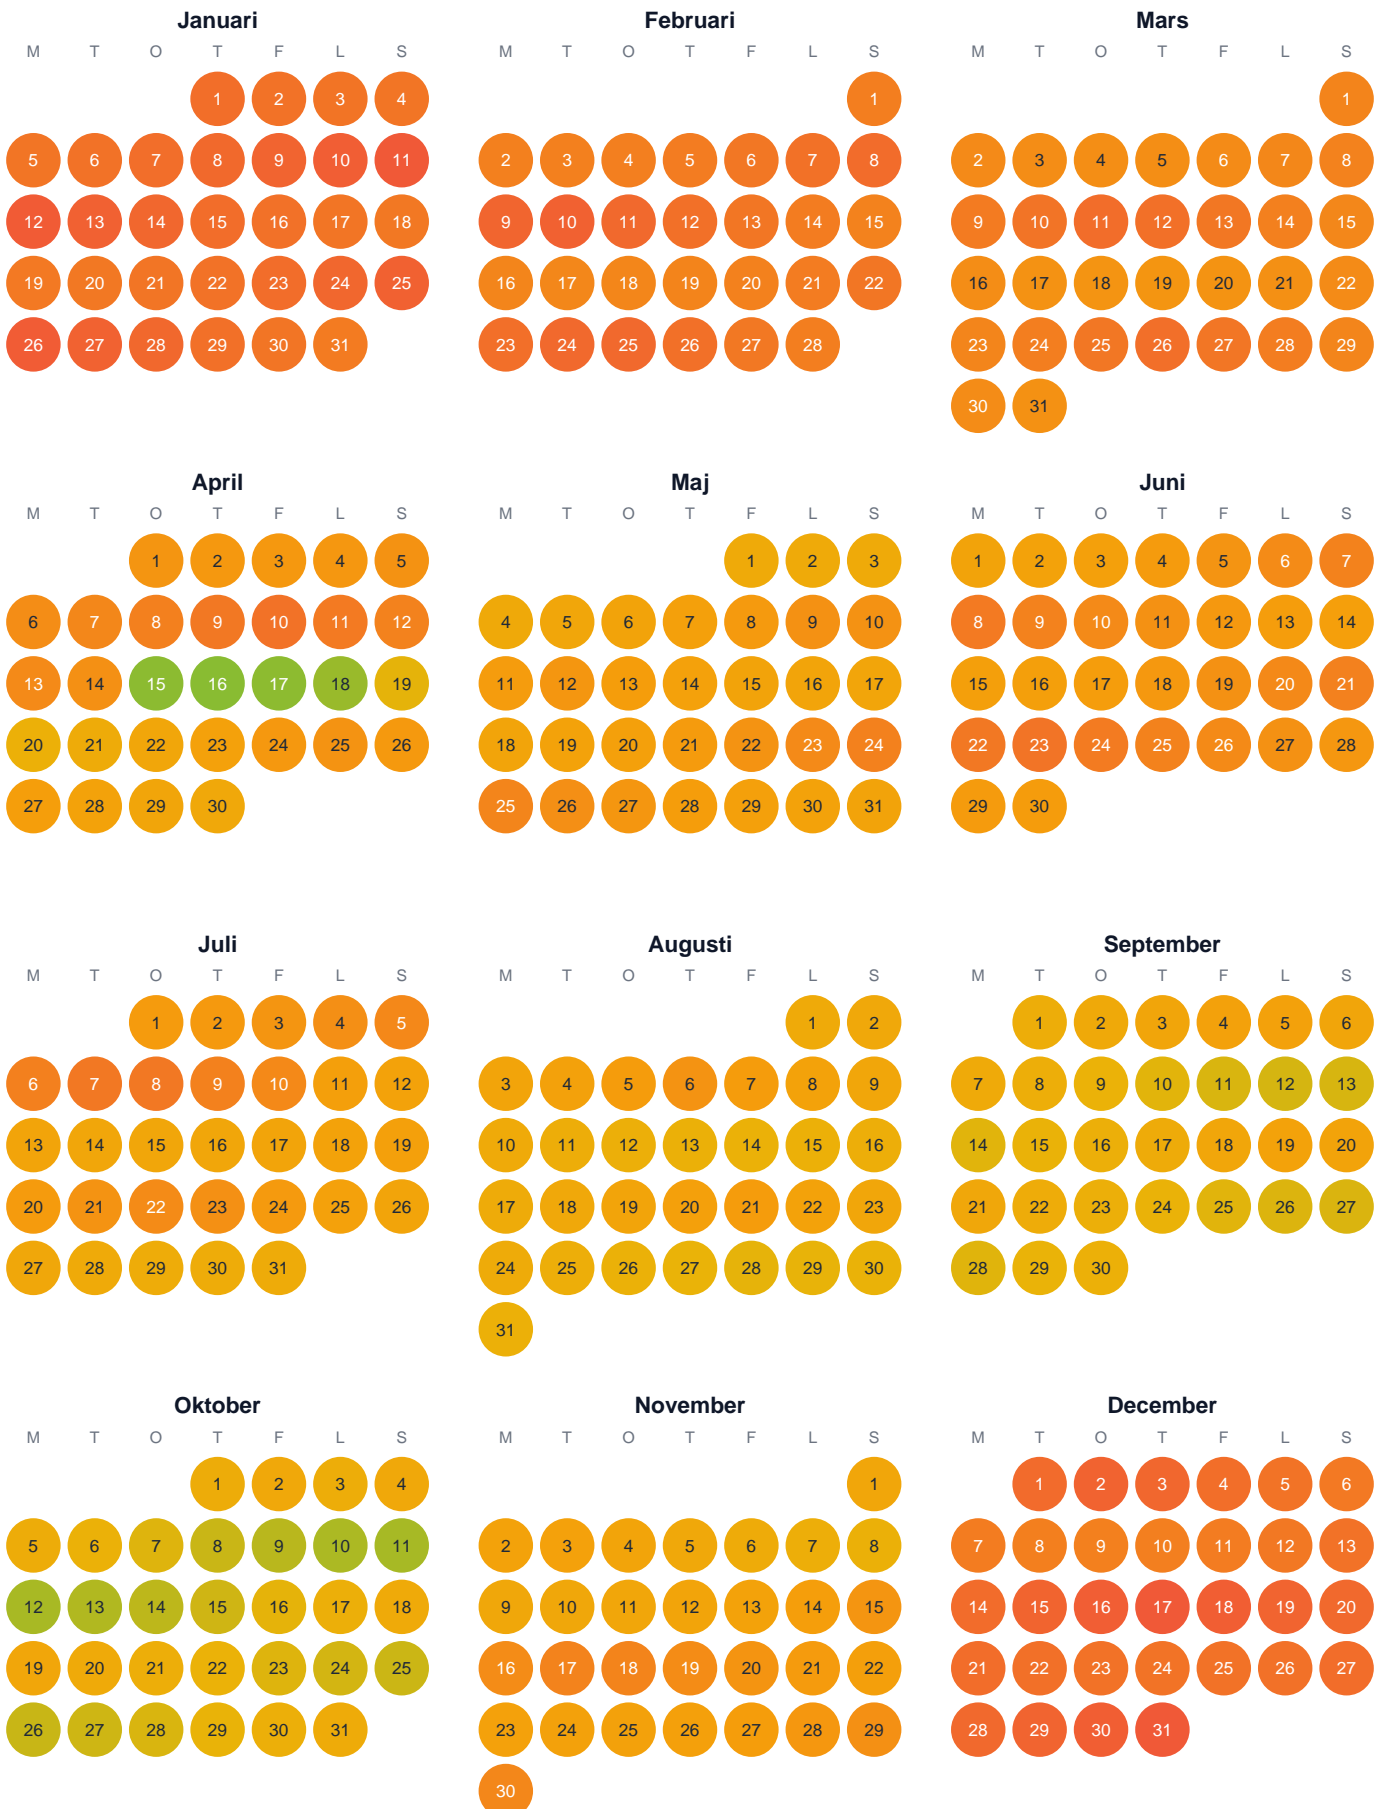 Januari Februari Mars
M T O T F L S M T O T F L S M T O T F L S
1 2 3 4 1 1
5 6 7 8 9 10 11 2 3 4 5 6 7 8 2 3 4 5 6 7 8
12 13 14 15 16 17 18 9 10 11 12 13 14 15 9 10 11 12 13 14 15
19 20 21 22 23 24 25 16 17 18 19 20 21 22 16 17 18 19 20 21 22
26 27 28 29 30 31 23 24 25 26 27 28 23 24 25 26 27 28 29
30 31
April Maj Juni
M T O T F L S M T O T F L S M T O T F L S
1 2 3 4 5 1 2 3 1 2 3 4 5 6 7
6 7 8 9 10 11 12 4 5 6 7 8 9 10 8 9 10 11 12 13 14
13 14 15 16 17 18 19 11 12 13 14 15 16 17 15 16 17 18 19 20 21
20 21 22 23 24 25 26 18 19 20 21 22 23 24 22 23 24 25 26 27 28
27 28 29 30 25 26 27 28 29 30 31 29 30
Juli Augusti September
M T O T F L S M T O T F L S M T O T F L S
1 2 3 4 5 1 2 1 2 3 4 5 6
6 7 8 9 10 11 12 3 4 5 6 7 8 9 7 8 9 10 11 12 13
13 14 15 16 17 18 19 10 11 12 13 14 15 16 14 15 16 17 18 19 20
20 21 22 23 24 25 26 17 18 19 20 21 22 23 21 22 23 24 25 26 27
27 28 29 30 31 24 25 26 27 28 29 30 28 29 30
31
Oktober November December
M T O T F L S M T O T F L S M T O T F L S
1 2 3 4 1 1 2 3 4 5 6
5 6 7 8 9 10 11 2 3 4 5 6 7 8 7 8 9 10 11 12 13
12 13 14 15 16 17 18 9 10 11 12 13 14 15 14 15 16 17 18 19 20
19 20 21 22 23 24 25 16 17 18 19 20 21 22 21 22 23 24 25 26 27
26 27 28 29 30 31 23 24 25 26 27 28 29 28 29 30 31
30